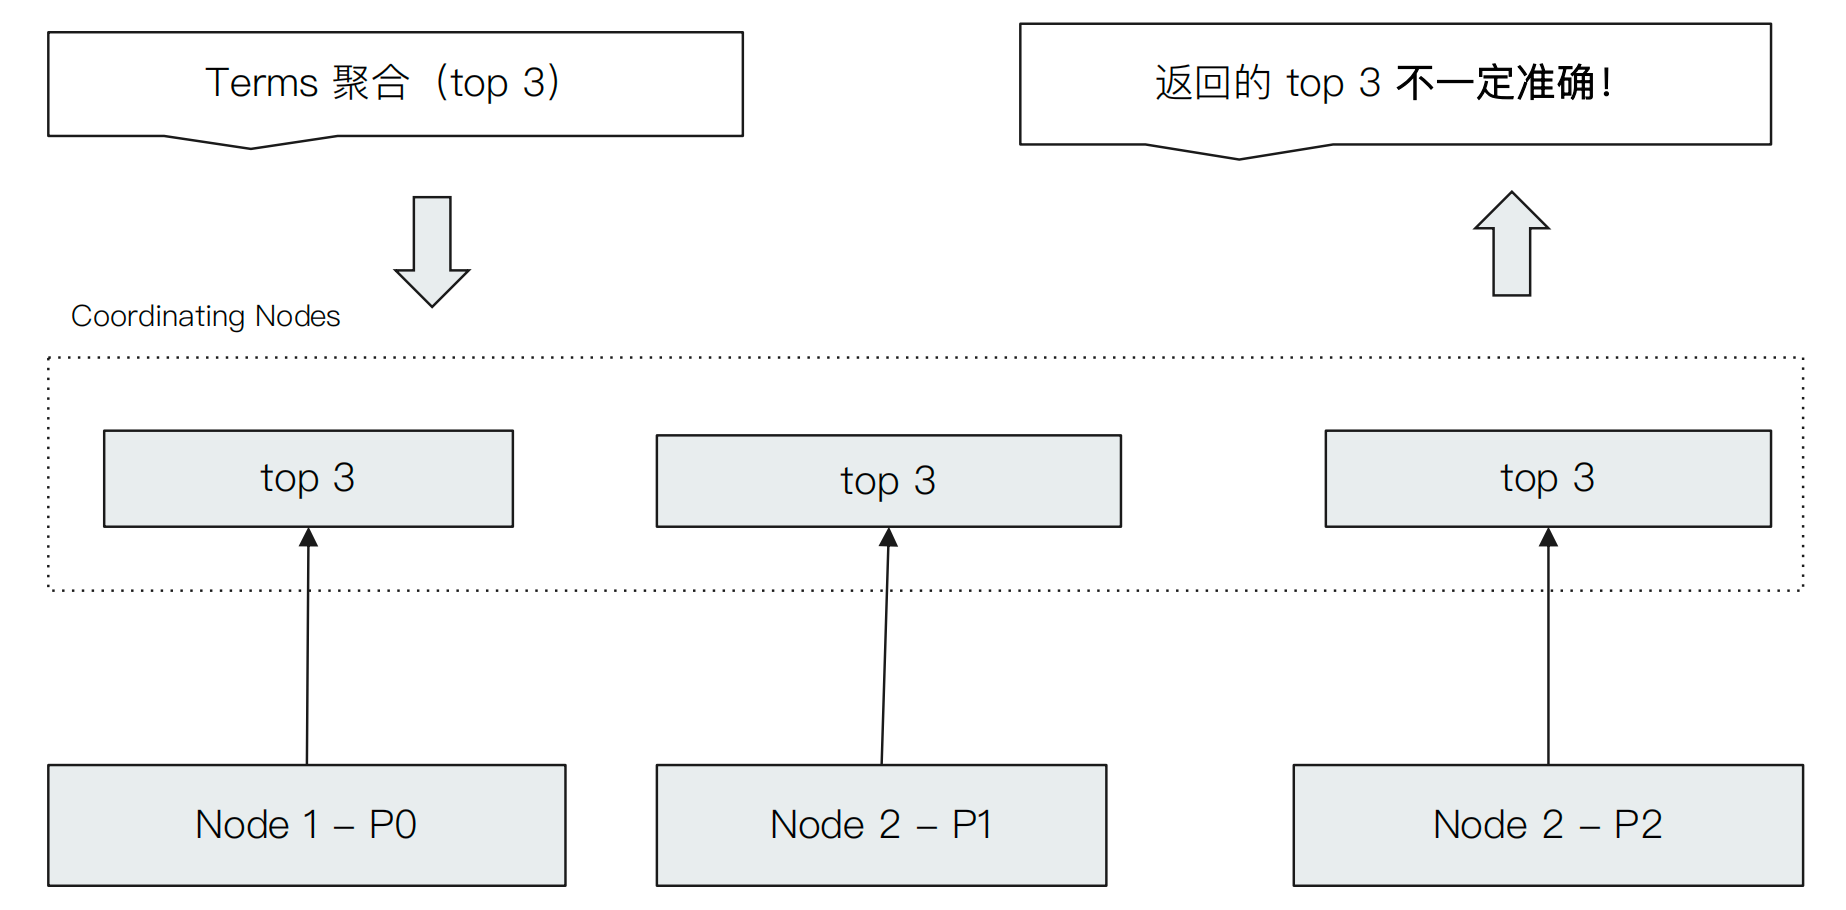 Terms 聚合（top 3）
返回的 top 3 不一定准确！
Coordinating Nodes
top 3
top 3
top 3
Node 1 – P0
Node 2 – P1
Node 2 – P2